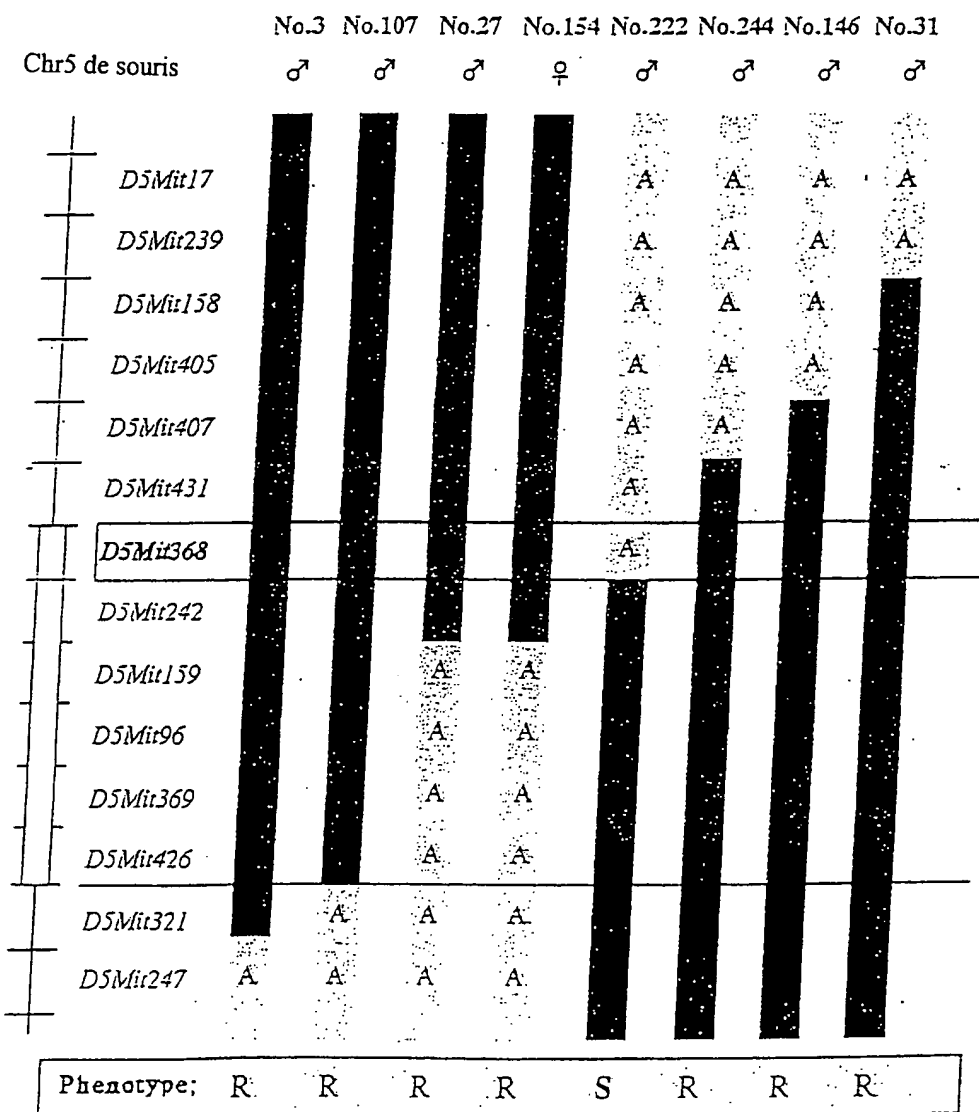 No.3 No.107 No.27 No.154 No.222 No.244 No.146 No.31
Chr5 de souris ♂ ♂ ♂ ♀ ♂ ♂ ♂ ♂
D5Mit17 A A A A
D5Mit239 A A A A
D5Mit158 A A A
D5Mit405 A A A
D5Mit407 A A
D5Mit431 A
D5Mit368 A
D5Mit242
D5Mit159 A A
D5Mit96 A A
D5Mit369 A A
D5Mit426 A A
D5Mit321 A A A
D5Mit247 A A A A
Phenotype; R R R R S R R R